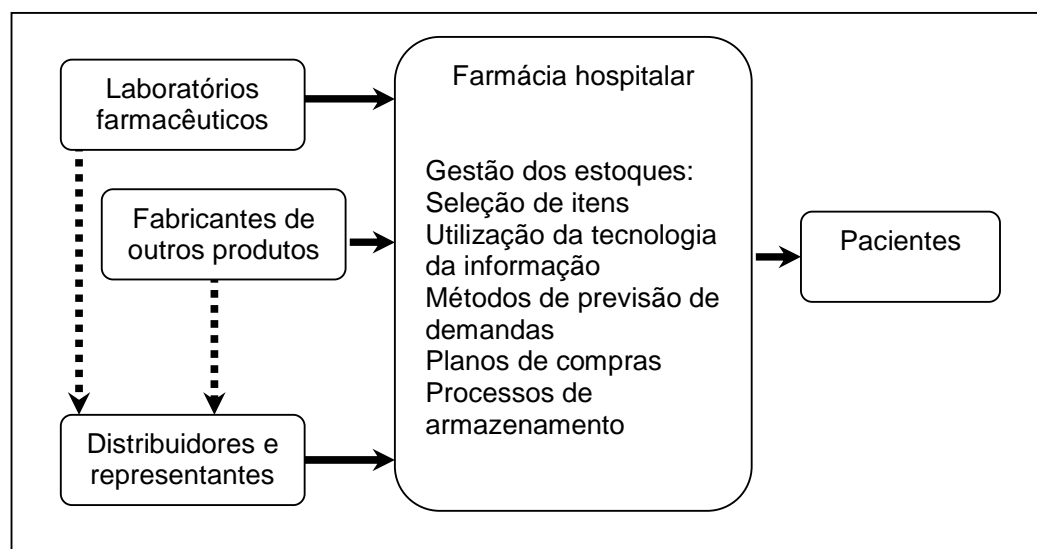 Laboratórios
farmacêuticos
Fabricantes de
outros produtos
Distribuidores e
representantes
Farmácia hospitalar
Gestão dos estoques:
Seleção de itens
Utilização da tecnologia
da informação
Métodos de previsão de
demandas
Planos de compras
Processos de
armazenamento
Pacientes